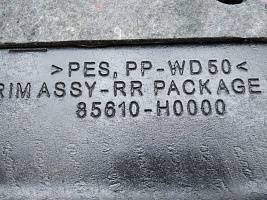 >PES, PP-WD50<
RIM ASSY-RR PACKAGE
85610-H0000